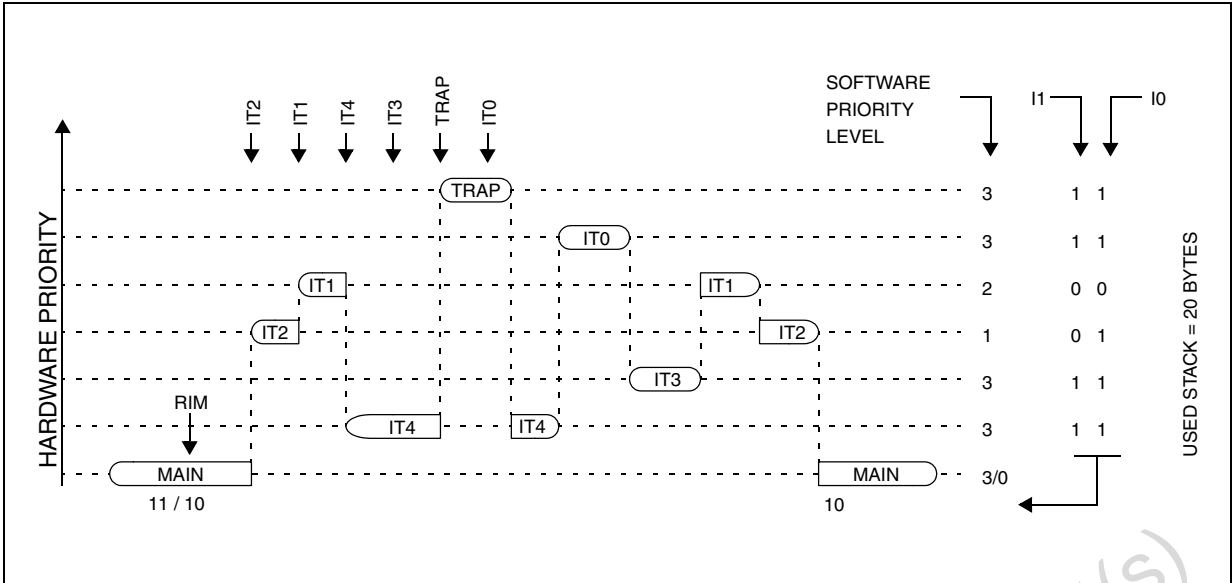 IT2
IT1
IT4
IT3
TRAP
IT0
SOFTWARE
PRIORITY
LEVEL
I1
I0
HARDWARE PRIORITY
TRAP
3
1 1
IT0
3
1 1
IT1
IT1
2
0 0
IT2
IT2
1
0 1
IT3
3
1 1
RIM
IT4
IT4
3
1 1
MAIN
MAIN
3/0
11 / 10
10
USED STACK = 20 BYTES
(s)